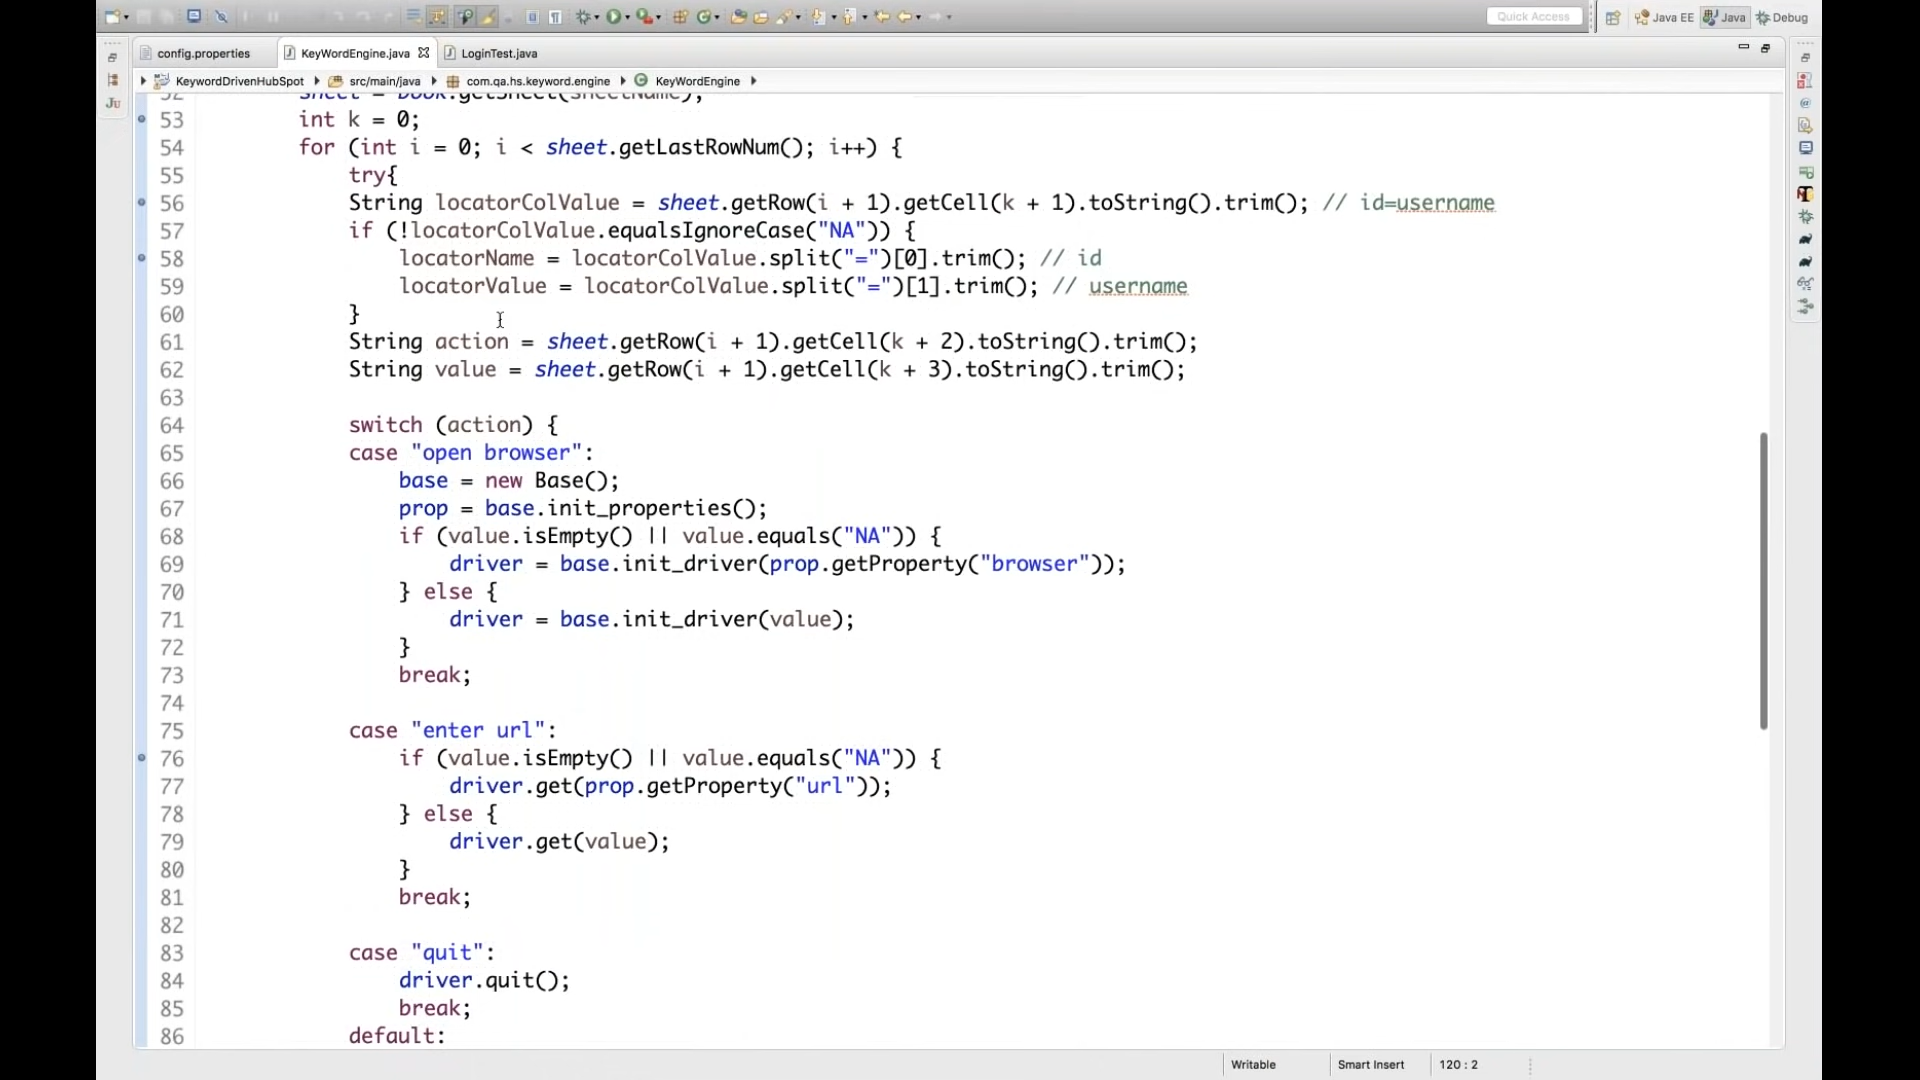 Quick Access
Java EE
Java
Debug
config.properties
KeyWordEngine.java
LoginTest.java
KeywordDrivenHubSpot
src/main/java
com.qa.hs.keyword.engine
KeyWordEngine
52 sheet = book.getSheet(sheetName);
53 int k = 0;
54 for (int i = 0; i < sheet.getLastRowNum(); i++) {
55 try{
56 String locatorColValue = sheet.getRow(i + 1).getCell(k + 1).toString().trim(); // id=username
57 if (!locatorColValue.equalsIgnoreCase("NA")) {
58 locatorName = locatorColValue.split("=")[0].trim(); // id
59 locatorValue = locatorColValue.split("=")[1].trim(); // username
60 }
61 String action = sheet.getRow(i + 1).getCell(k + 2).toString().trim();
62 String value = sheet.getRow(i + 1).getCell(k + 3).toString().trim();
63
64 switch (action) {
65 case "open browser":
66 base = new Base();
67 prop = base.init_properties();
68 if (value.isEmpty() || value.equals("NA")) {
69 driver = base.init_driver(prop.getProperty("browser"));
70 } else {
71 driver = base.init_driver(value);
72 }
73 break;
74
75 case "enter url":
76 if (value.isEmpty() || value.equals("NA")) {
77 driver.get(prop.getProperty("url"));
78 } else {
79 driver.get(value);
80 }
81 break;
82
83 case "quit":
84 driver.quit();
85 break;
86 default:
Writable
Smart Insert
120 : 2